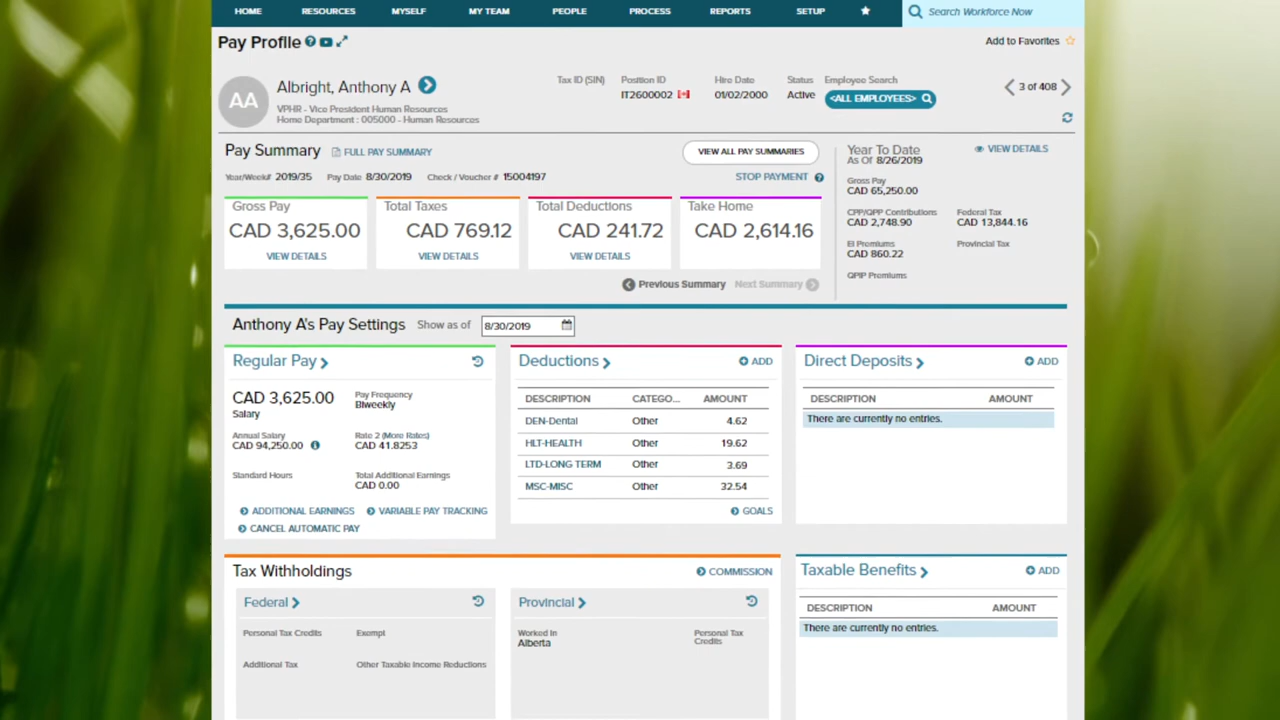 HOME RESOURCES MYSELF MY TEAM PEOPLE PROCESS REPORTS SETUP Search Workforce Now
Pay Profile Add to Favorites
AA
Albright, Anthony A
VPHR - Vice President Human Resources
Home Department : 005000 - Human Resources
Tax ID (SIN)
Position ID
IT2600002
Hire Date
01/02/2000
Status
Active
Employee Search
<ALL EMPLOYEES>
3 of 408
Pay Summary FULL PAY SUMMARY VIEW ALL PAY SUMMARIES
Year/Week# 2019/35 Pay Date 8/30/2019 Check / Voucher # 15004197 STOP PAYMENT
Gross Pay
CAD 3,625.00
VIEW DETAILS
Total Taxes
CAD 769.12
VIEW DETAILS
Total Deductions
CAD 241.72
VIEW DETAILS
Take Home
CAD 2,614.16
Previous Summary Next Summary
Year To Date VIEW DETAILS
As Of 8/26/2019
Gross Pay
CAD 65,250.00
CPP/QPP Contributions
CAD 2,748.90
Federal Tax
CAD 13,844.16
EI Premiums
CAD 860.22
Provincial Tax
QPIP Premiums
Anthony A's Pay Settings Show as of 8/30/2019
Regular Pay
CAD 3,625.00
Salary
Pay Frequency
Biweekly
Annual Salary
CAD 94,250.00
Rate 2 (More Rates)
CAD 41.8253
Standard Hours
Total Additional Earnings
CAD 0.00
ADDITIONAL EARNINGS VARIABLE PAY TRACKING
CANCEL AUTOMATIC PAY
Deductions ADD
DESCRIPTION CATEGO... AMOUNT
DEN-Dental Other 4.62
HLT-HEALTH Other 19.62
LTD-LONG TERM Other 3.69
MSC-MISC Other 32.54
GOALS
Direct Deposits ADD
DESCRIPTION AMOUNT
There are currently no entries.
Tax Withholdings COMMISSION
Federal
Personal Tax Credits Exempt
Additional Tax Other Taxable Income Reductions
Provincial
Worked In
Alberta
Personal Tax
Credits
Taxable Benefits ADD
DESCRIPTION AMOUNT
There are currently no entries.